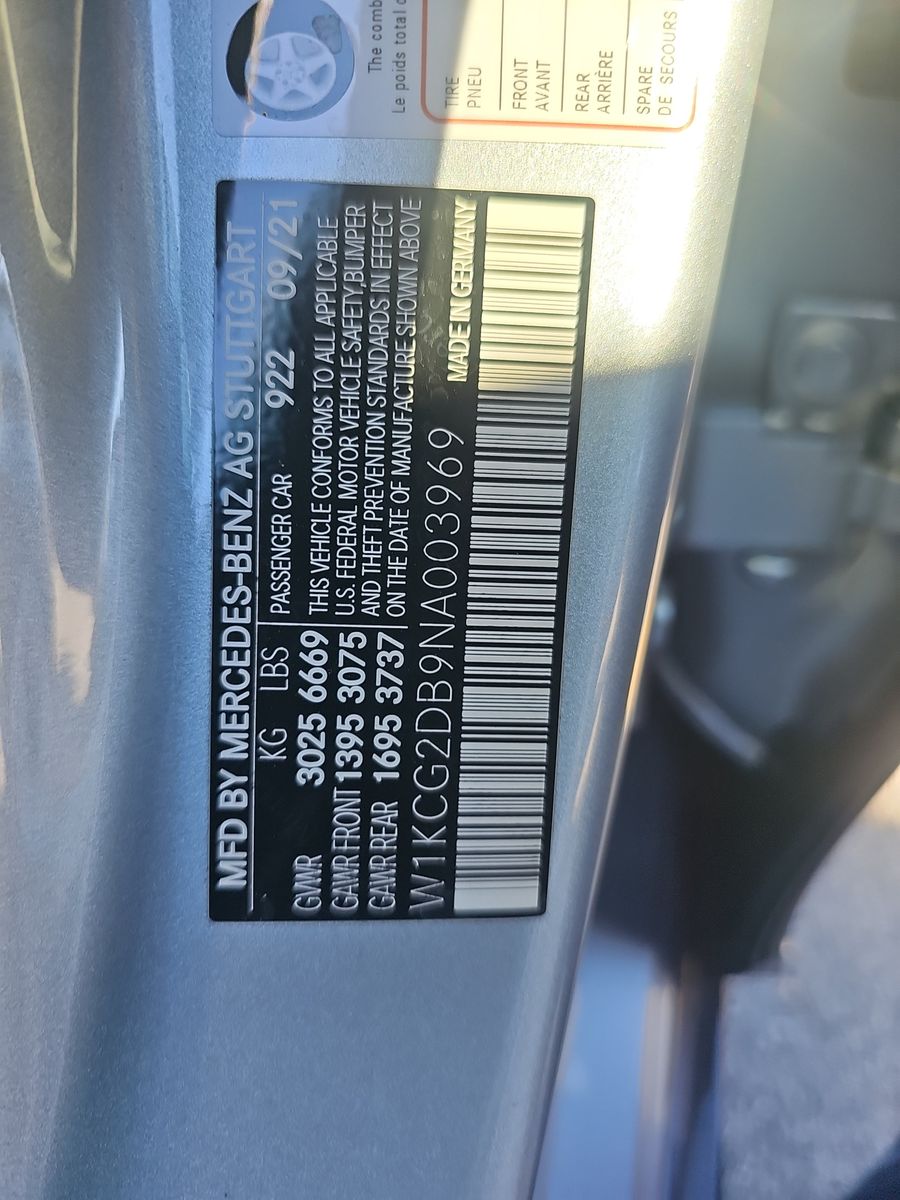 The comb
Le poids total c
TIRE
PNEU
FRONT
AVANT
REAR
ARRIÈRE
SPARE
DE SECOURS
MFD BY MERCEDES-BENZ AG STUTTGART
KG LBS PASSENGER CAR 922 09/21
GVWR 3025 6669
GAWR FRONT 1395 3075
GAWR REAR 1695 3737
THIS VEHICLE CONFORMS TO ALL APPLICABLE
U.S. FEDERAL MOTOR VEHICLE SAFETY,BUMPER
AND THEFT PREVENTION STANDARDS IN EFFECT
ON THE DATE OF MANUFACTURE SHOWN ABOVE
W1KCG2DB9NA003969
MADE IN GERMANY